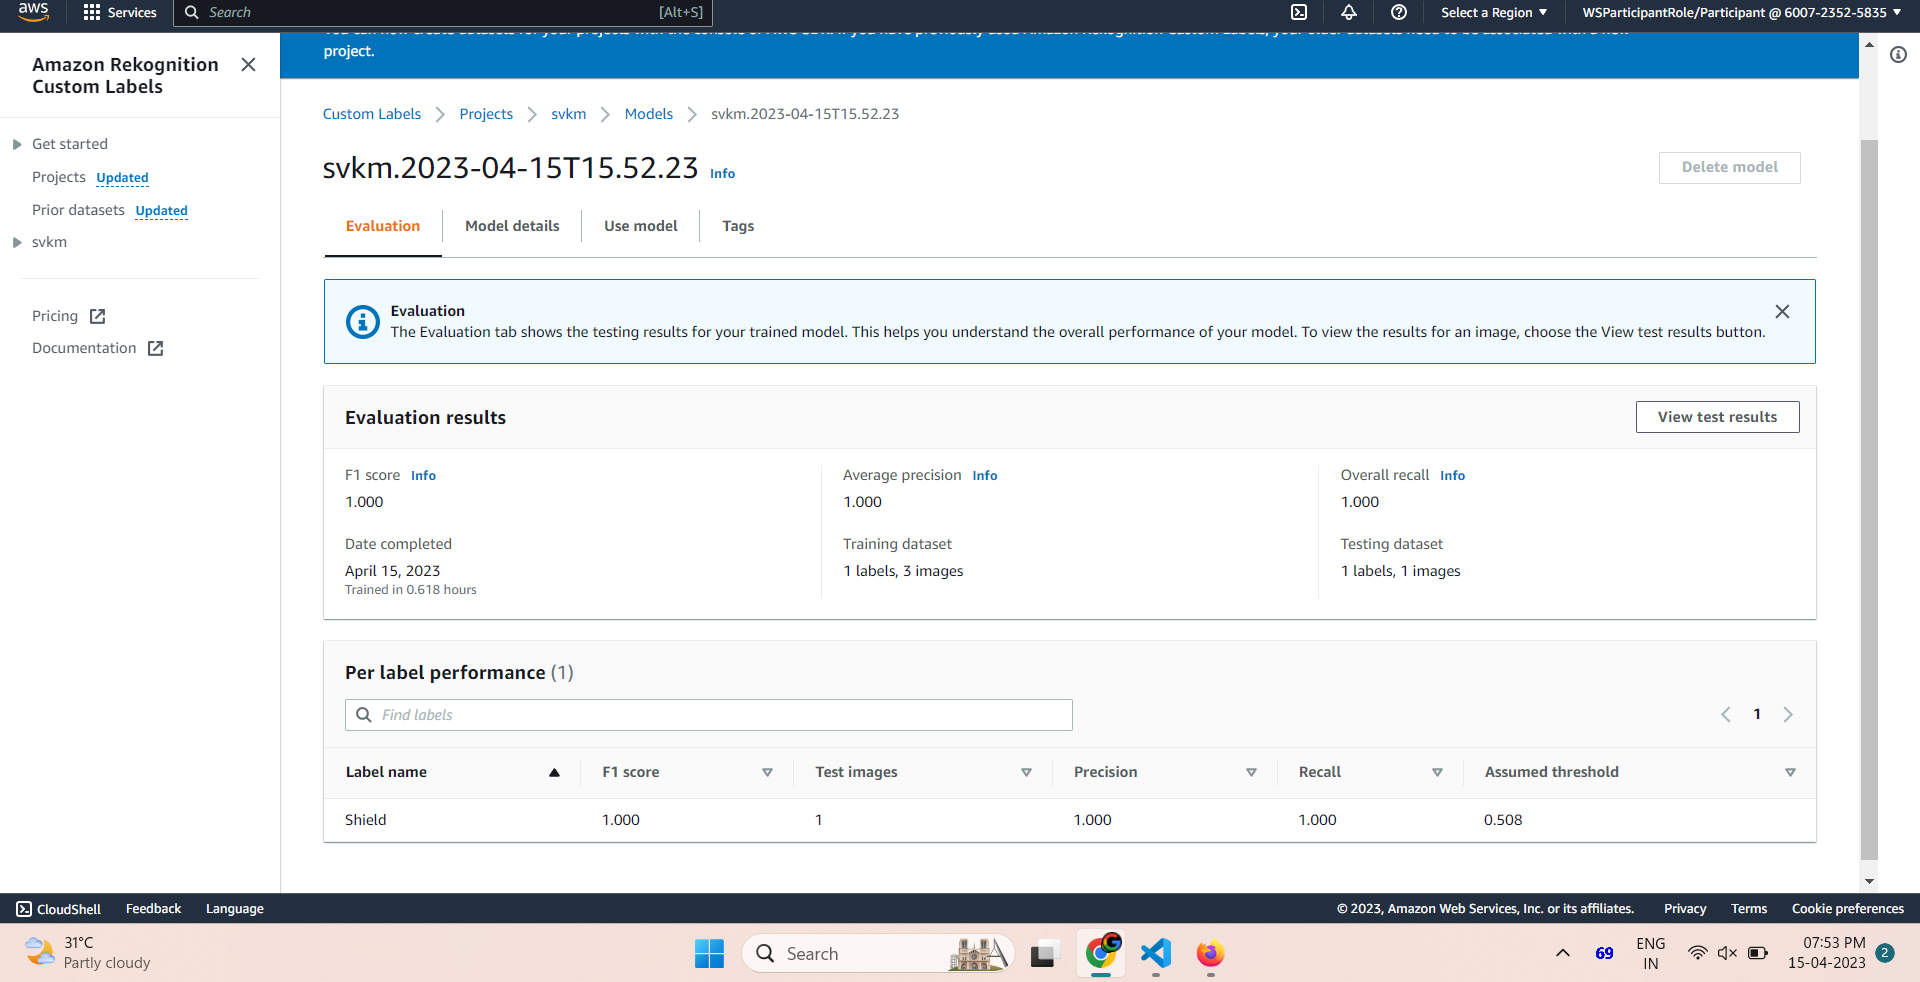 aws
Services
Search
[Alt+S]
Select a Region
WSParticipantRole/Participant @ 6007-2352-5835
project.
Amazon Rekognition
Custom Labels
Get started
Projects Updated
Prior datasets Updated
svkm
Pricing
Documentation
Custom Labels
Projects
svkm
Models
svkm.2023-04-15T15.52.23
svkm.2023-04-15T15.52.23 Info
Delete model
Evaluation
Model details
Use model
Tags
Evaluation
The Evaluation tab shows the testing results for your trained model. This helps you understand the overall performance of your model. To view the results for an image, choose the View test results button.
Evaluation results
View test results
F1 score Info
1.000
Average precision Info
1.000
Overall recall Info
1.000
Date completed
April 15, 2023
Trained in 0.618 hours
Training dataset
1 labels, 3 images
Testing dataset
1 labels, 1 images
Per label performance (1)
Find labels
1
Label name F1 score Test images Precision Recall Assumed threshold
Shield 1.000 1 1.000 1.000 0.508
CloudShell Feedback Language
© 2023, Amazon Web Services, Inc. or its affiliates. Privacy Terms Cookie preferences
31°C
Partly cloudy
Search
69
ENG
IN
07:53 PM
15-04-2023
2